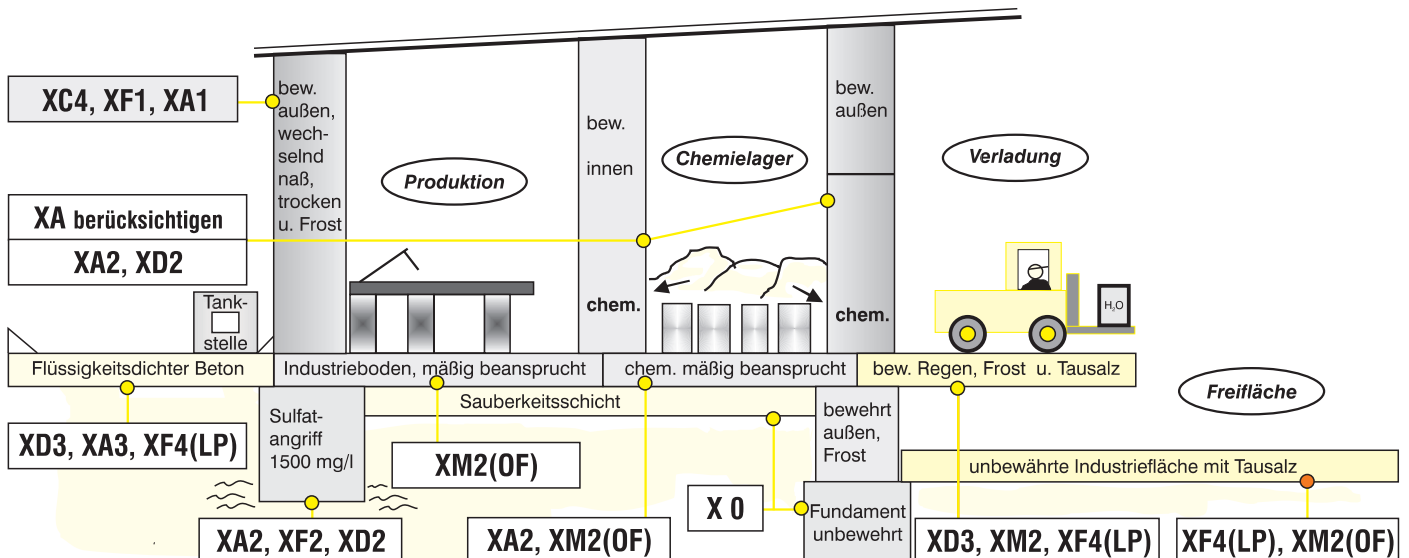 XC4, XF1, XA1
bew.
außen,
wech-
selnd
naß,
trocken
u. Frost
Produktion
bew.
innen
Chemielager
bew.
außen
Verladung
XA berücksichtigen
XA2, XD2
chem.
chem.
H2O
Tank-
stelle
Flüssigkeitsdichter Beton
Industrieboden, mäßig beansprucht
chem. mäßig beansprucht
bew. Regen, Frost u. Tausalz
Freifläche
Sauberkeitsschicht
Sulfat-
angriff
1500 mg/l
bewehrt
außen,
Frost
XD3, XA3, XF4(LP)
XM2(OF)
unbewährte Industriefläche mit Tausalz
X 0
Fundament
unbewehrt
XA2, XF2, XD2
XA2, XM2(OF)
XD3, XM2, XF4(LP)
XF4(LP), XM2(OF)